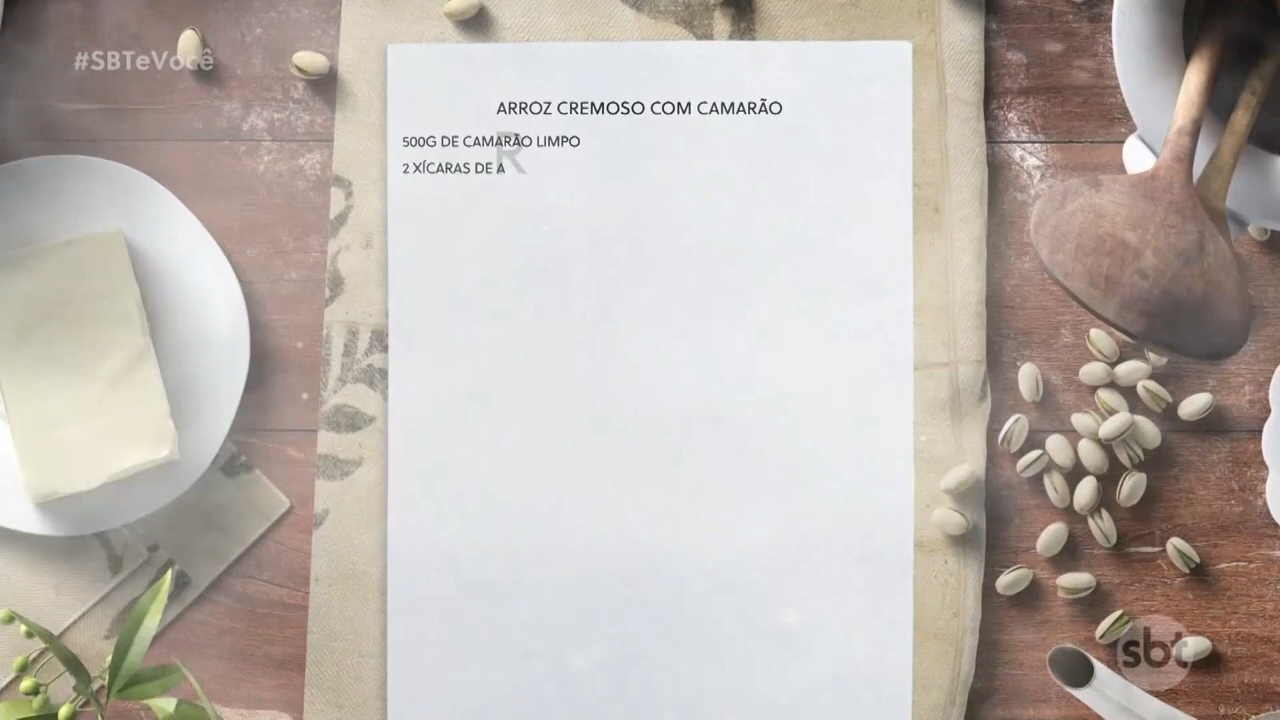 #SBTeVocê
ARROZ CREMOSO COM CAMARÃO
500G DE CAMARÃO LIMPO
2 XÍCARAS DE A R
sbt